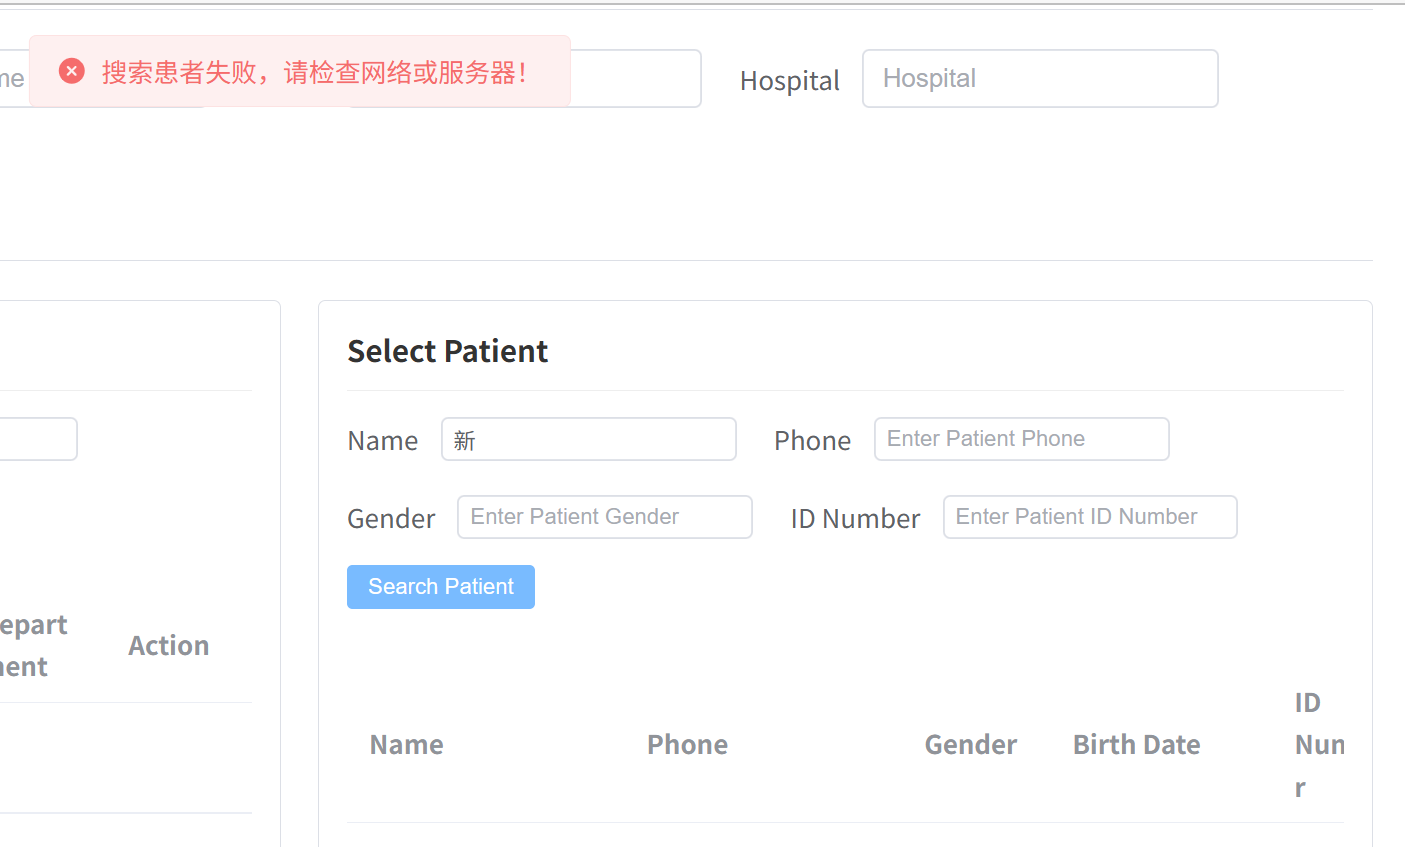 me
搜索患者失败，请检查网络或服务器！
Hospital
Hospital
Select Patient
Name
新
Phone
Enter Patient Phone
Gender
Enter Patient Gender
ID Number
Enter Patient ID Number
Search Patient
epart
nent
Action
Name
Phone
Gender
Birth Date
ID
Num
r